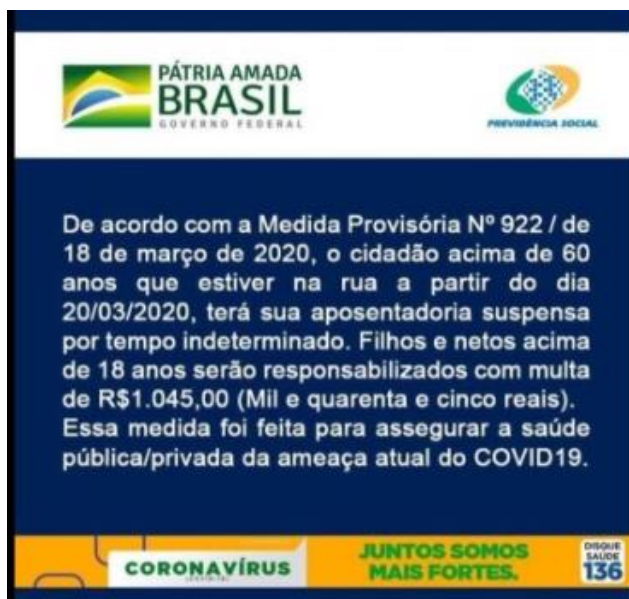 PÁTRIA AMADA
BRASIL
GOVERNO FEDERAL
PREVIDÊNCIA SOCIAL
De acordo com a Medida Provisória Nº 922 / de
18 de março de 2020, o cidadão acima de 60
anos que estiver na rua a partir do dia
20/03/2020, terá sua aposentadoria suspensa
por tempo indeterminado. Filhos e netos acima
de 18 anos serão responsabilizados com multa
de R$1.045,00 (Mil e quarenta e cinco reais).
Essa medida foi feita para assegurar a saúde
pública/privada da ameaça atual do COVID19.
CORONAVÍRUS
JUNTOS SOMOS
MAIS FORTES.
DISQUE
SAÚDE
136